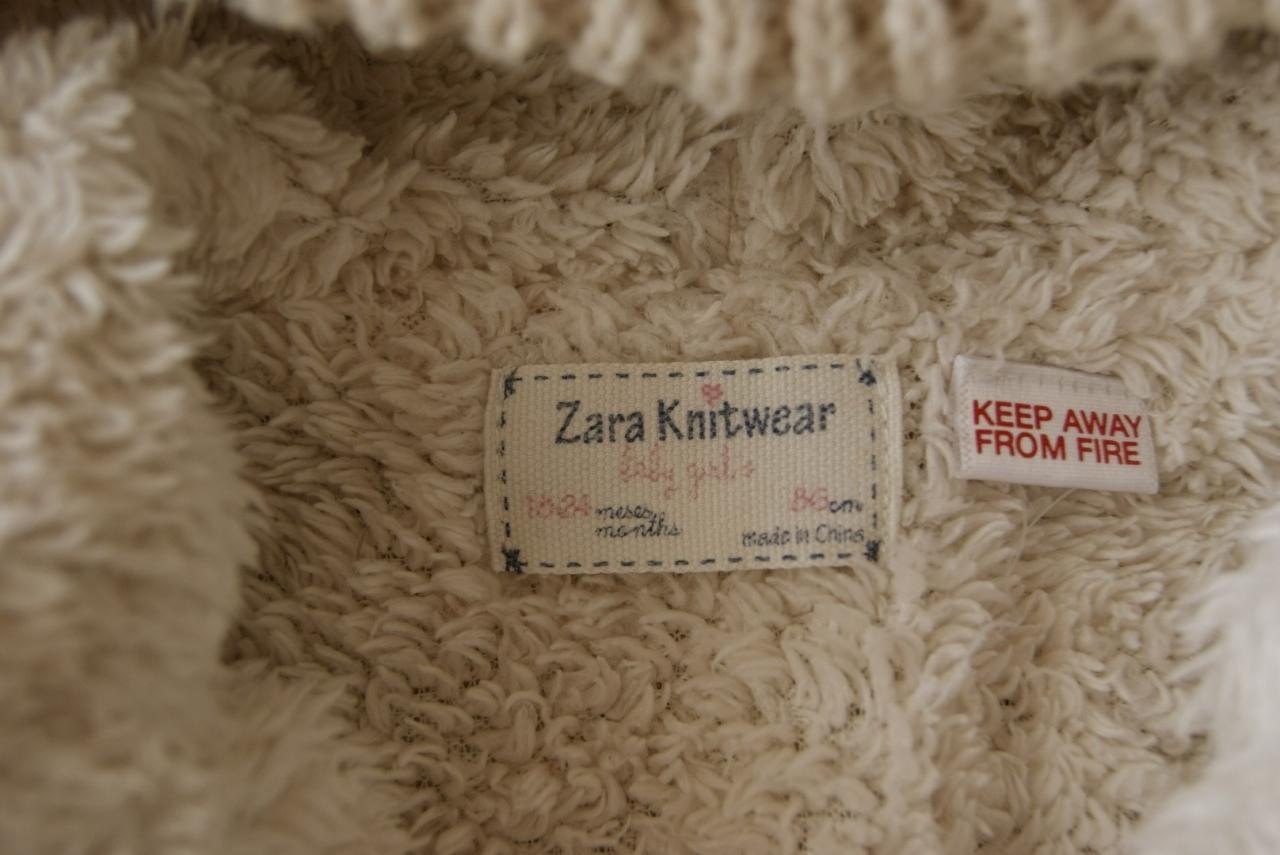 Zara Knitwear
baby girl
18-24 meses
months
86 cm.
made in China
KEEP AWAY
FROM FIRE